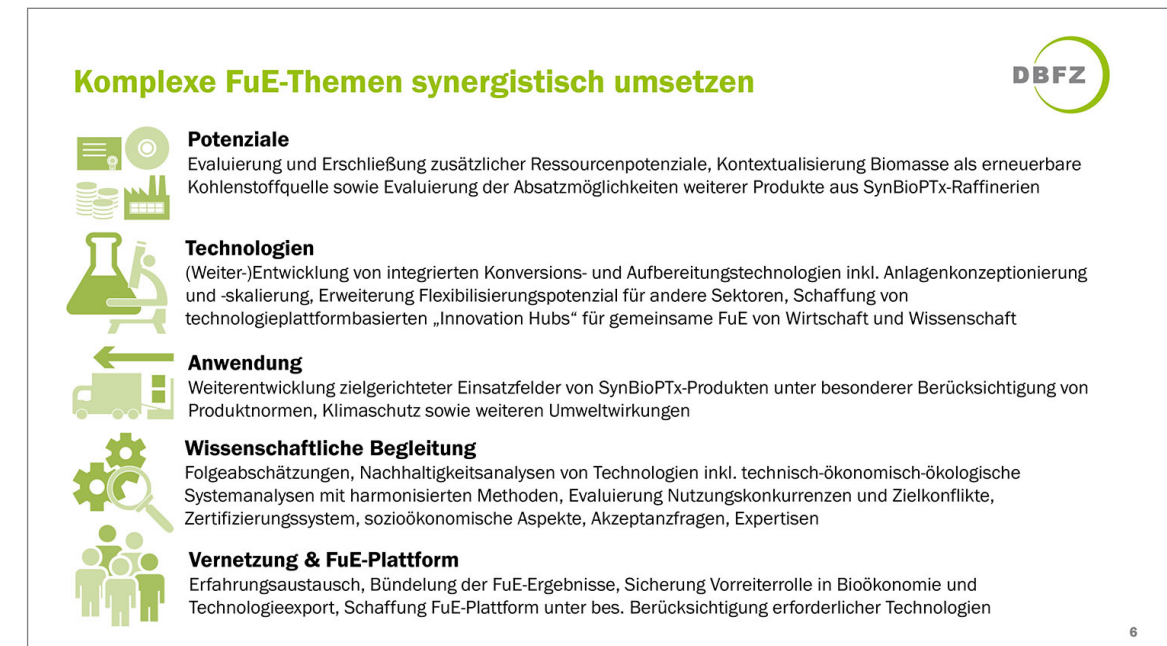 Komplexe FuE-Themen synergistisch umsetzen
DBFZ
Potenziale
Evaluierung und Erschließung zusätzlicher Ressourcenpotenziale, Kontextualisierung Biomasse als erneuerbare
Kohlenstoffquelle sowie Evaluierung der Absatzmöglichkeiten weiterer Produkte aus SynBioPTx-Raffinerien
Technologien
(Weiter-)Entwicklung von integrierten Konversions- und Aufbereitungstechnologien inkl. Anlagenkonzeptionierung
und -skalierung, Erweiterung Flexibilisierungspotenzial für andere Sektoren, Schaffung von
technologieplattformbasierten „Innovation Hubs“ für gemeinsame FuE von Wirtschaft und Wissenschaft
Anwendung
Weiterentwicklung zielgerichteter Einsatzfelder von SynBioPTx-Produkten unter besonderer Berücksichtigung von
Produktnormen, Klimaschutz sowie weiteren Umweltwirkungen
Wissenschaftliche Begleitung
Folgeabschätzungen, Nachhaltigkeitsanalysen von Technologien inkl. technisch-ökonomisch-ökologische
Systemanalysen mit harmonisierten Methoden, Evaluierung Nutzungskonkurrenzen und Zielkonflikte,
Zertifizierungssystem, sozioökonomische Aspekte, Akzeptanzfragen, Expertisen
Vernetzung & FuE-Plattform
Erfahrungsaustausch, Bündelung der FuE-Ergebnisse, Sicherung Vorreiterrolle in Bioökonomie und
Technologieexport, Schaffung FuE-Plattform unter bes. Berücksichtigung erforderlicher Technologien
6